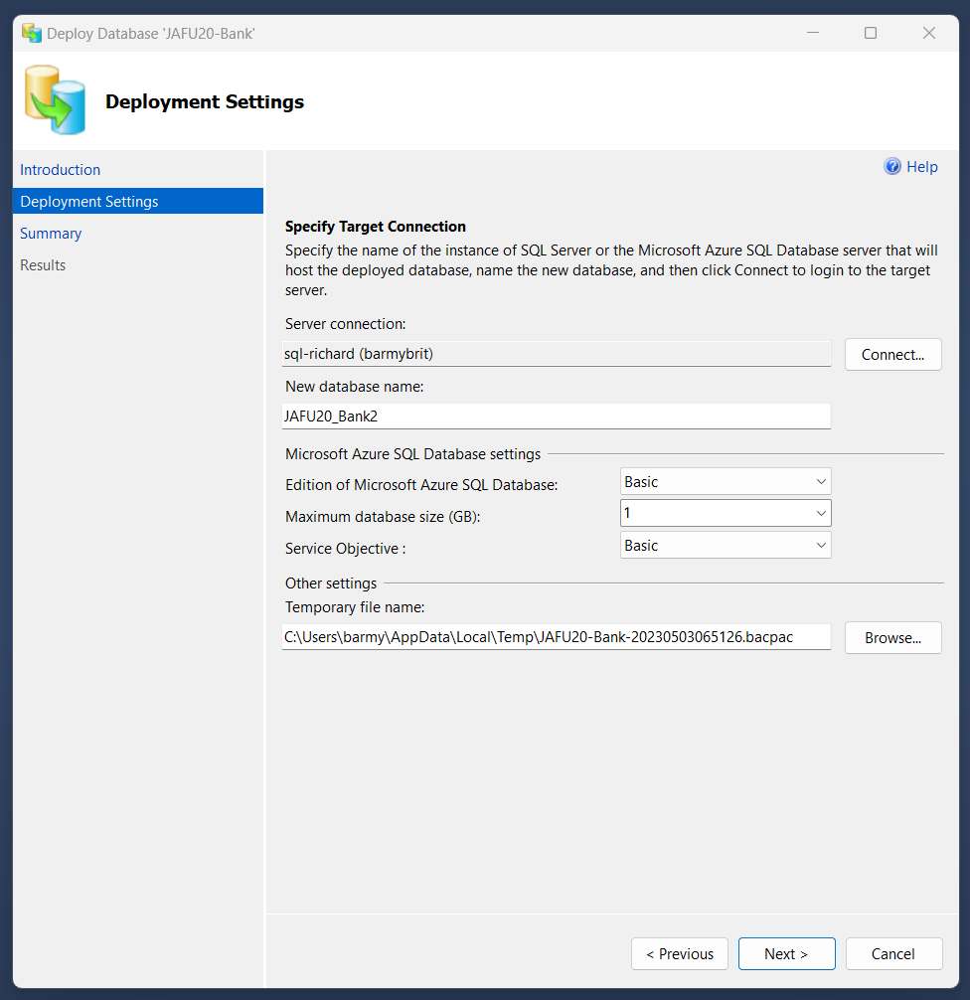 Deploy Database 'JAFU20-Bank'
Deployment Settings
Introduction
Deployment Settings
Summary
Results
Help
Specify Target Connection
Specify the name of the instance of SQL Server or the Microsoft Azure SQL Database server that will
host the deployed database, name the new database, and then click Connect to login to the target
server.
Server connection:
sql-richard (barmybrit)
Connect...
New database name:
JAFU20_Bank2
Microsoft Azure SQL Database settings
Edition of Microsoft Azure SQL Database:
Basic
Maximum database size (GB):
1
Service Objective :
Basic
Other settings
Temporary file name:
C:\Users\barmy\AppData\Local\Temp\JAFU20-Bank-20230503065126.bacpac
Browse...
< Previous
Next >
Cancel